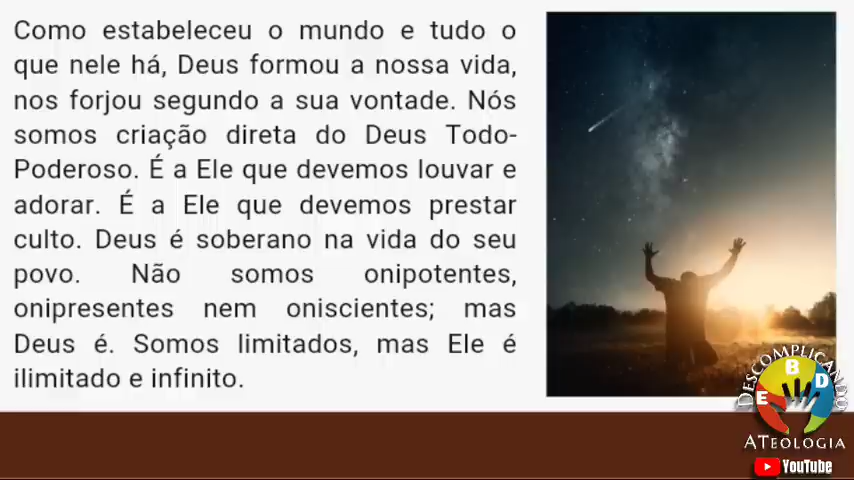 Como estabeleceu o mundo e tudo o
que nele há, Deus formou a nossa vida,
nos forjou segundo a sua vontade. Nós
somos criação direta do Deus Todo-
Poderoso. É a Ele que devemos louvar e
adorar. É a Ele que devemos prestar
culto. Deus é soberano na vida do seu
povo. Não somos onipotentes,
onipresentes nem oniscientes; mas
Deus é. Somos limitados, mas Ele é
ilimitado e infinito.
DESCOMPLICANDO
EBD
ATEOLOGIA
YouTube